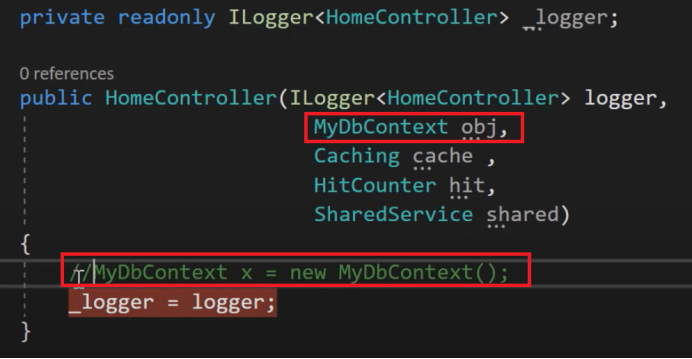 private readonly ILogger<HomeController> _logger;
0 references
public HomeController(ILogger<HomeController> logger,
MyDbContext obj,
Caching cache ,
HitCounter hit,
SharedService shared)
{
//MyDbContext x = new MyDbContext();
_logger = logger;
}